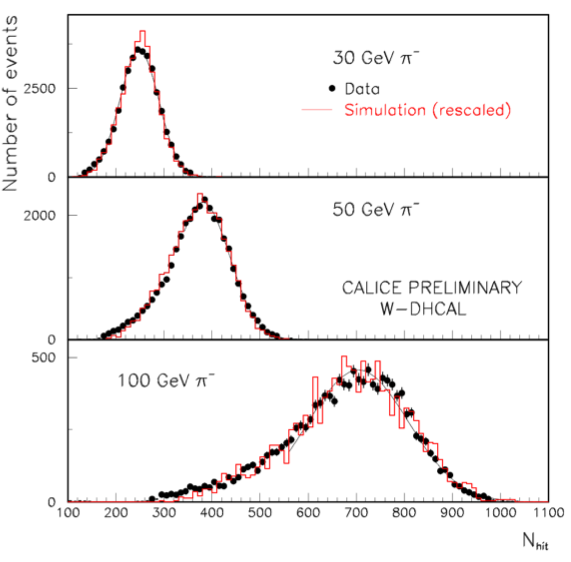 Number of events
30 GeV π⁻
Data
Simulation (rescaled)
2500
0
50 GeV π⁻
2000
CALICE PRELIMINARY
W–DHCAL
0
100 GeV π⁻
500
0
100 200 300 400 500 600 700 800 900 1000 1100
N_hit